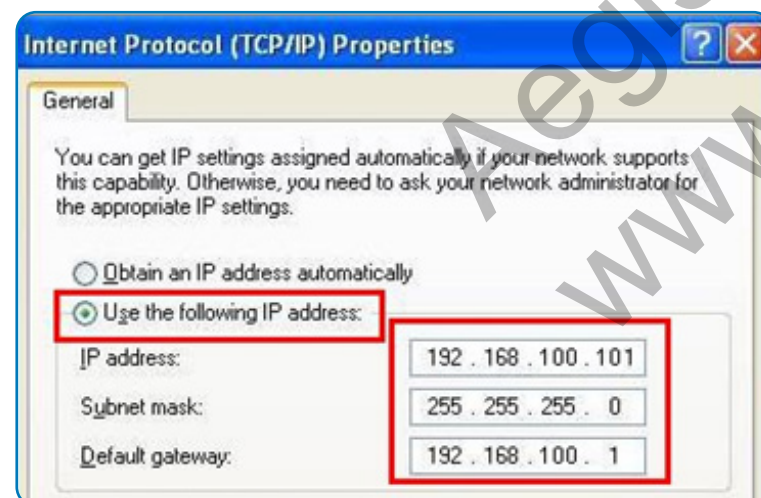 Internet Protocol (TCP/IP) Properties
General
You can get IP settings assigned automatically if your network supports
this capability. Otherwise, you need to ask your network administrator for
the appropriate IP settings.
Obtain an IP address automatically
Use the following IP address:
IP address: 192 . 168 . 100 . 101
Subnet mask: 255 . 255 . 255 . 0
Default gateway: 192 . 168 . 100 . 1